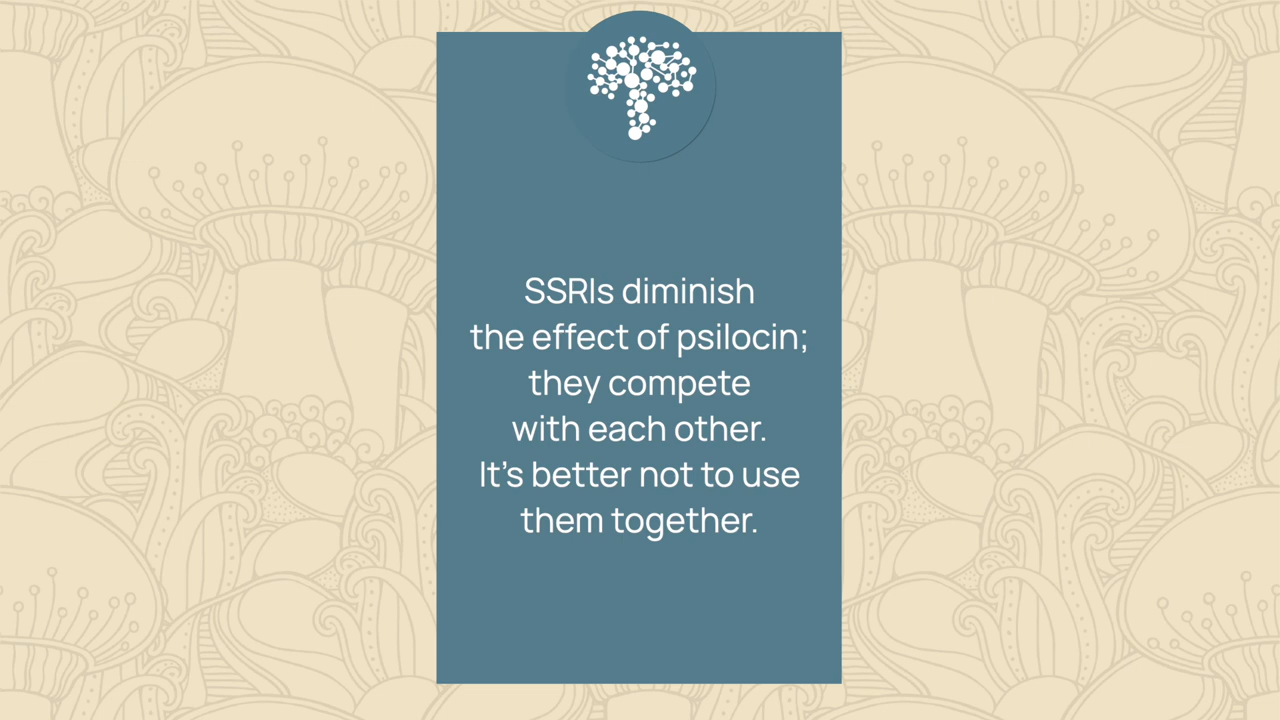 SSRIs diminish
the effect of psilocin;
they compete
with each other.
It’s better not to use
them together.